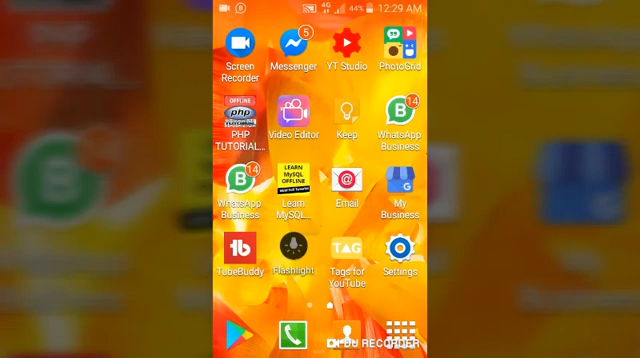 4G 44% 12:29 AM
5
Screen Recorder
Messenger
YT Studio
PhotoGrid
OFFLINE
php
14
PHP TUTORIAL...
Video Editor
Keep
WhatsApp Business
14
LEARN
MySQL
OFFLINE
WhatsApp Business
Learn MySQL...
Email
My Business
TAG
TubeBuddy
Flashlight
Tags for YouTube
Settings
DU RECORDER